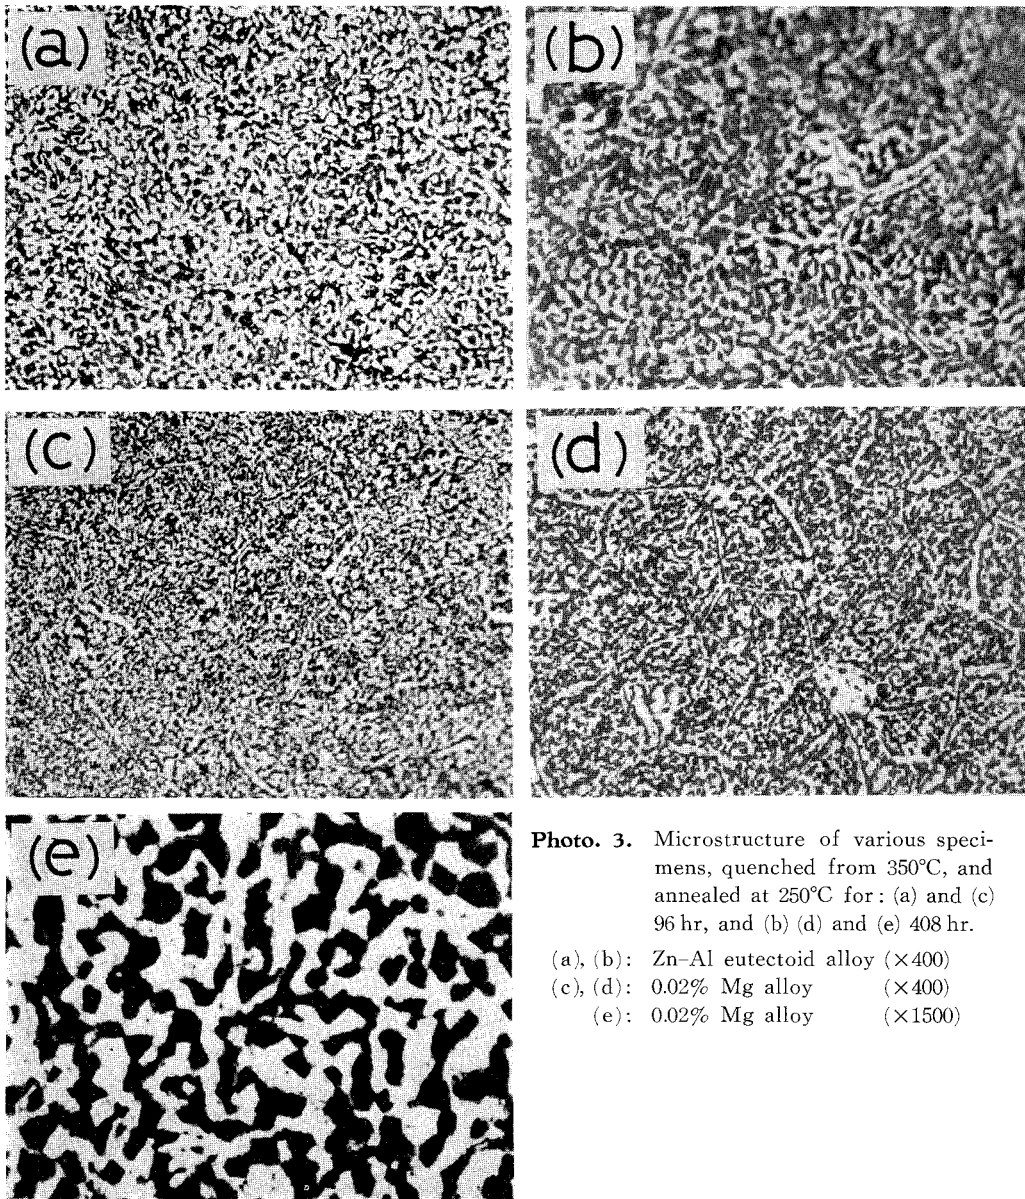 (a)
(b)
(c)
(d)
(e)
Photo. 3. Microstructure of various speci-
mens, quenched from 350°C, and
annealed at 250°C for: (a) and (c)
96 hr, and (b) (d) and (e) 408 hr.
(a), (b): Zn–Al eutectoid alloy (×400)
(c), (d): 0.02% Mg alloy (×400)
(e): 0.02% Mg alloy (×1500)